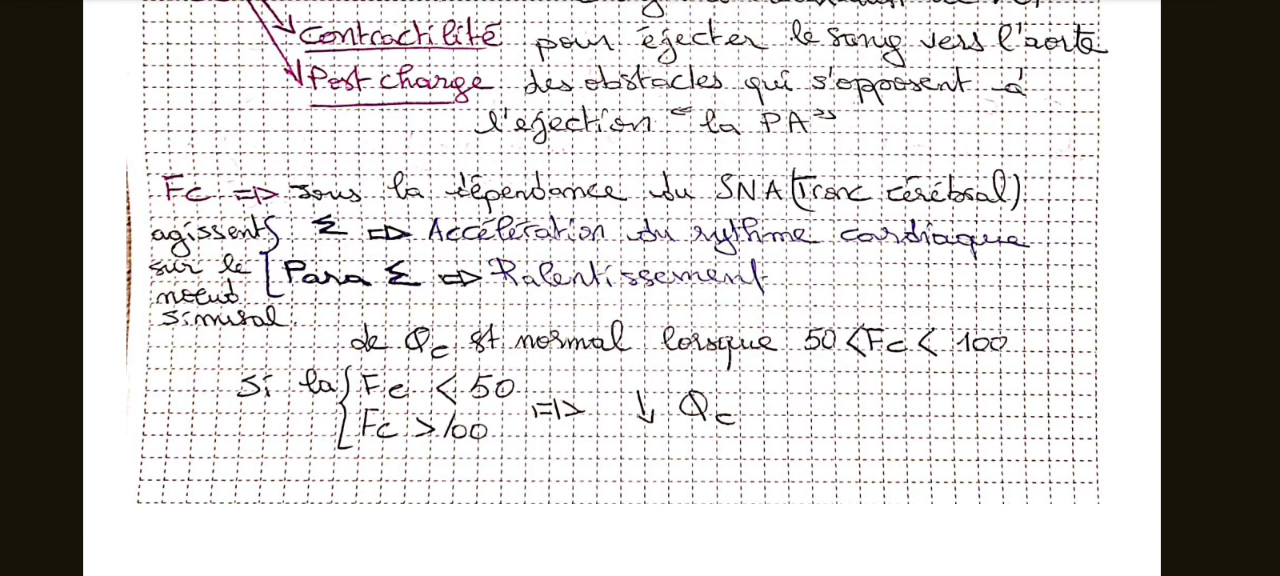 Contractilité pour éjecter le sang vers l'aorte
Post charge des obstacles qui s'opposent à
l'éjection "la PA"
Fc => sous la dépendance du SNA (Tronc cérébral)
agissent Σ => Accélération du rythme cardiaque
sur le Para Σ => Ralentissement
nœud
sinusal
de Qc st normal lorsque 50 < Fc < 100
Si la Fc < 50
Fc > 100 => ↓ Qc